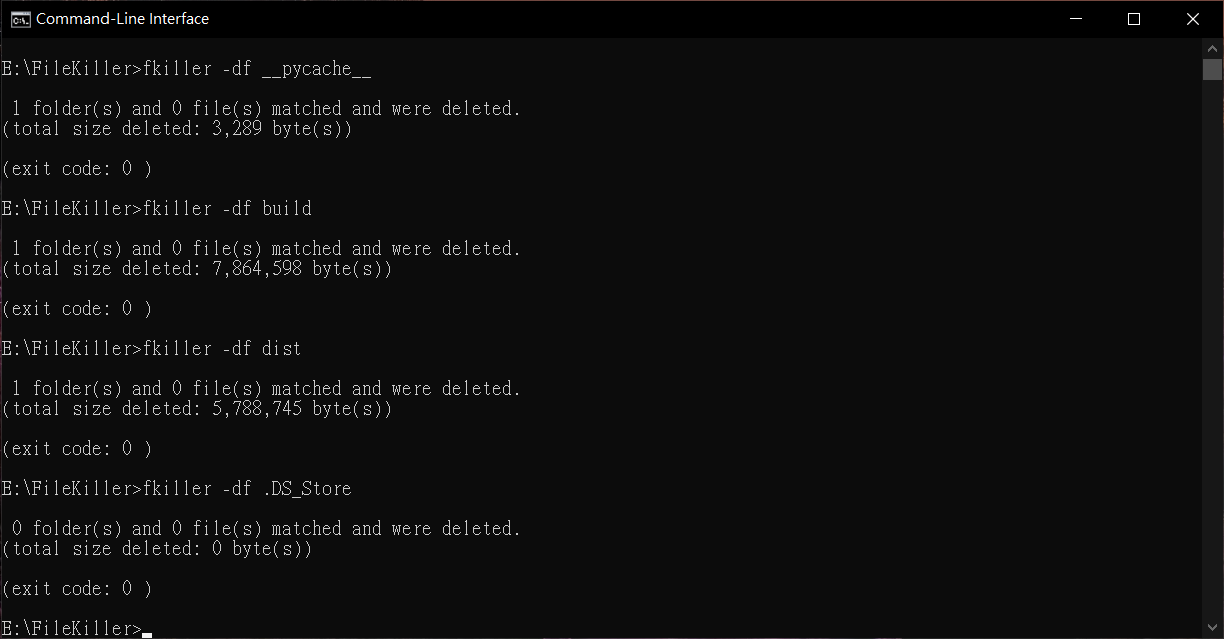 Command-Line Interface
E:\FileKiller>fkiller -df __pycache__
1 folder(s) and 0 file(s) matched and were deleted.
(total size deleted: 3,289 byte(s))
(exit code: 0 )
E:\FileKiller>fkiller -df build
1 folder(s) and 0 file(s) matched and were deleted.
(total size deleted: 7,864,598 byte(s))
(exit code: 0 )
E:\FileKiller>fkiller -df dist
1 folder(s) and 0 file(s) matched and were deleted.
(total size deleted: 5,788,745 byte(s))
(exit code: 0 )
E:\FileKiller>fkiller -df .DS_Store
0 folder(s) and 0 file(s) matched and were deleted.
(total size deleted: 0 byte(s))
(exit code: 0 )
E:\FileKiller>